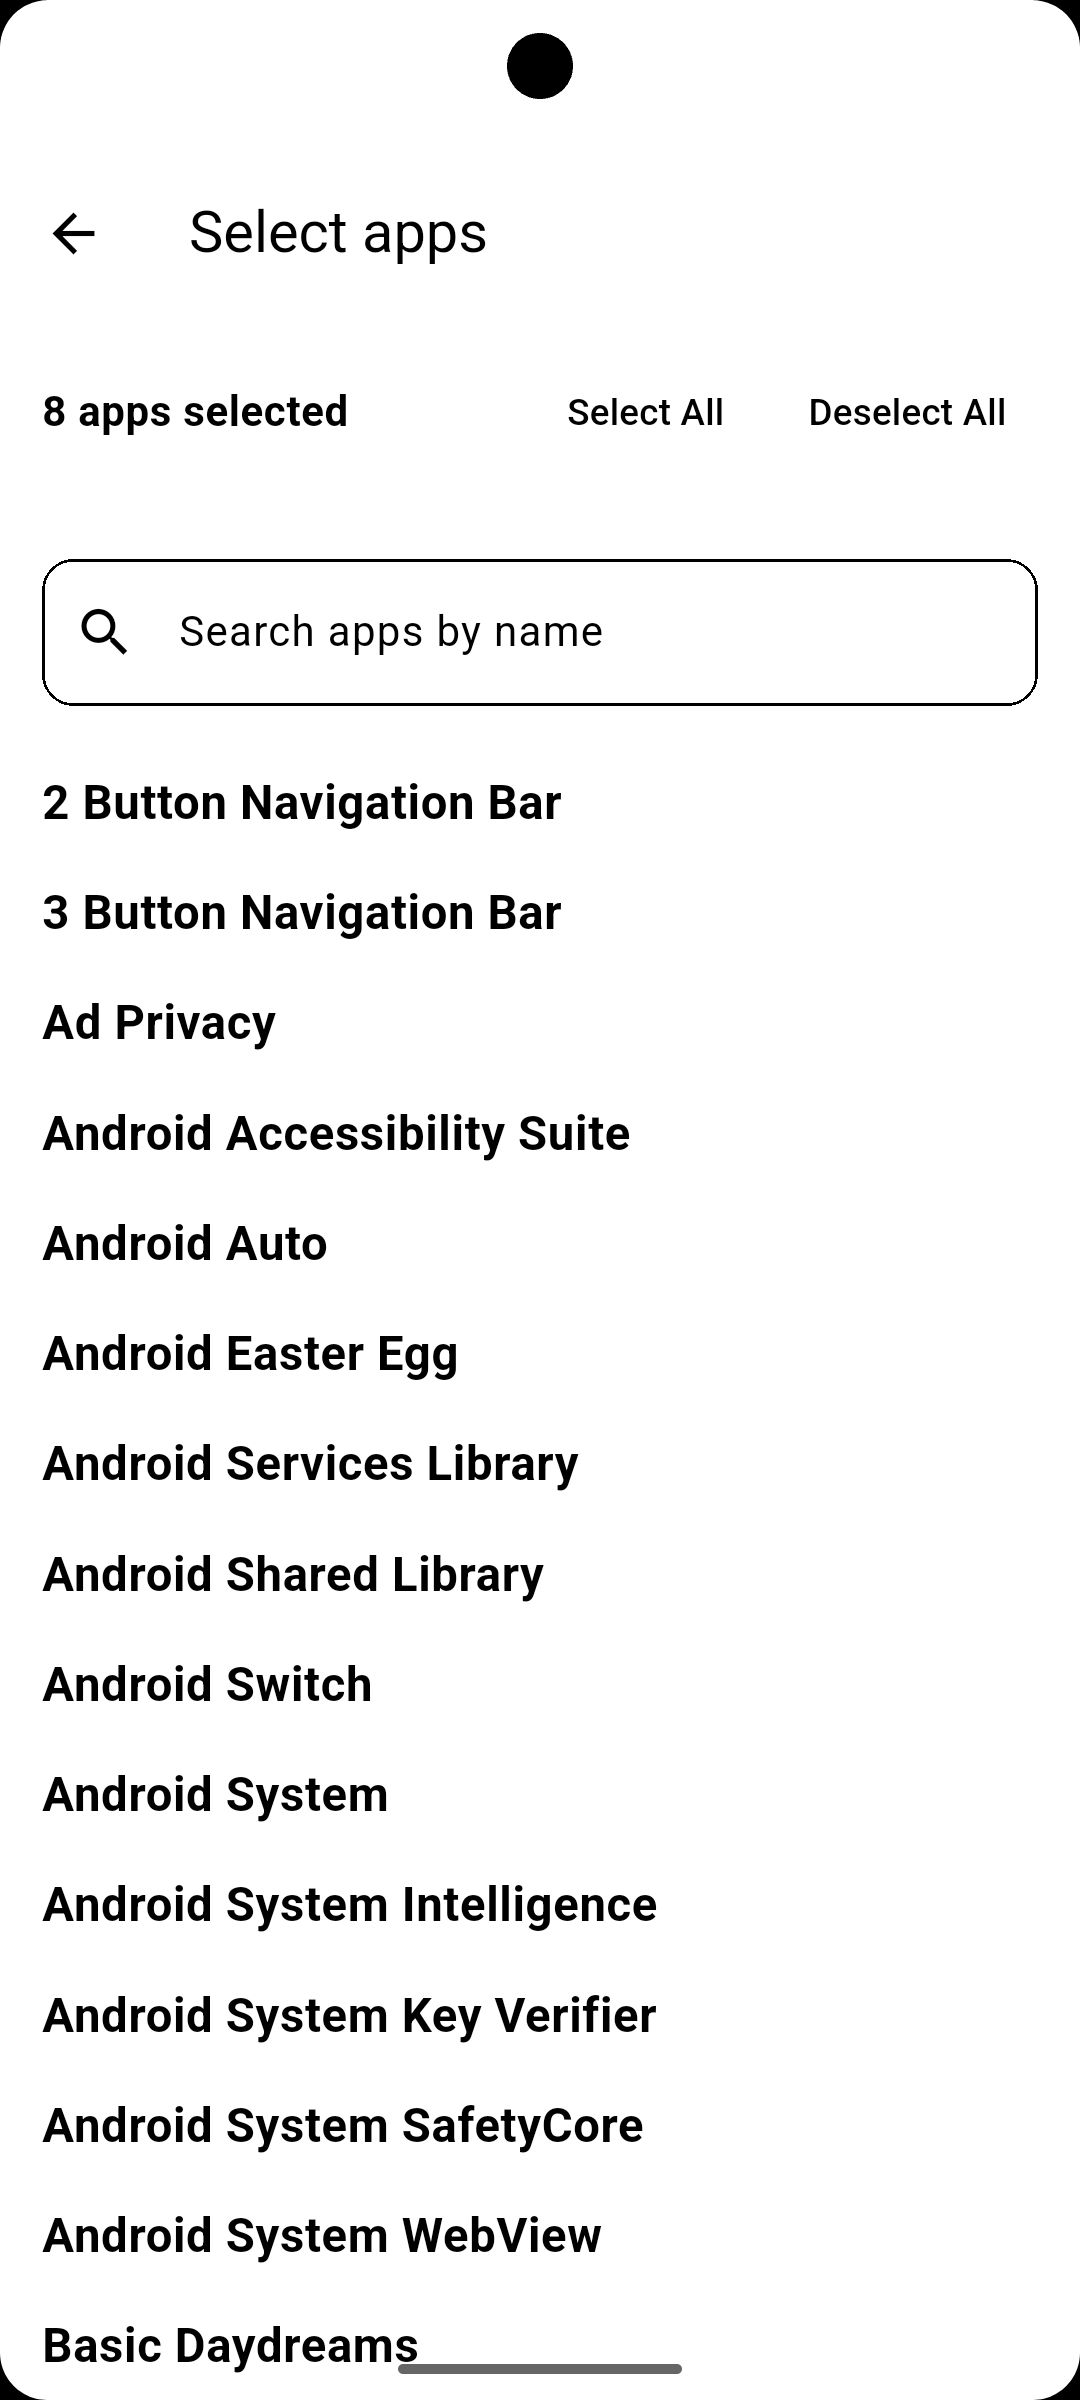 Select apps
8 apps selected Select All Deselect All
Search apps by name
2 Button Navigation Bar
3 Button Navigation Bar
Ad Privacy
Android Accessibility Suite
Android Auto
Android Easter Egg
Android Services Library
Android Shared Library
Android Switch
Android System
Android System Intelligence
Android System Key Verifier
Android System SafetyCore
Android System WebView
Basic Daydreams